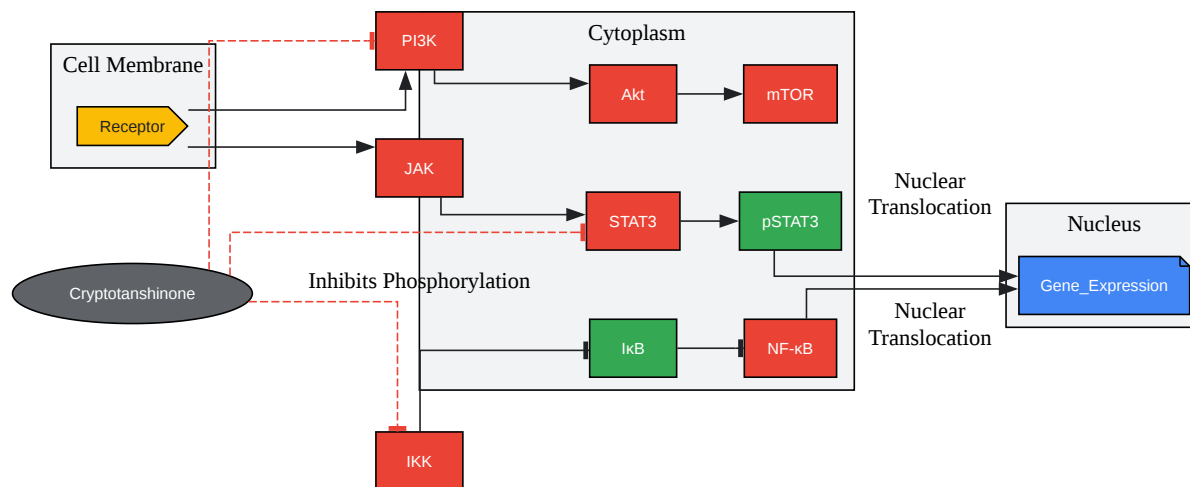 PI3K
Cytoplasm
Cell Membrane
Akt
mTOR
Receptor
JAK
Nuclear
Translocation
STAT3
pSTAT3
Nucleus
Inhibits Phosphorylation
Cryptotanshinone
Gene_Expression
Nuclear
Translocation
IκB
NF-κB
IKK